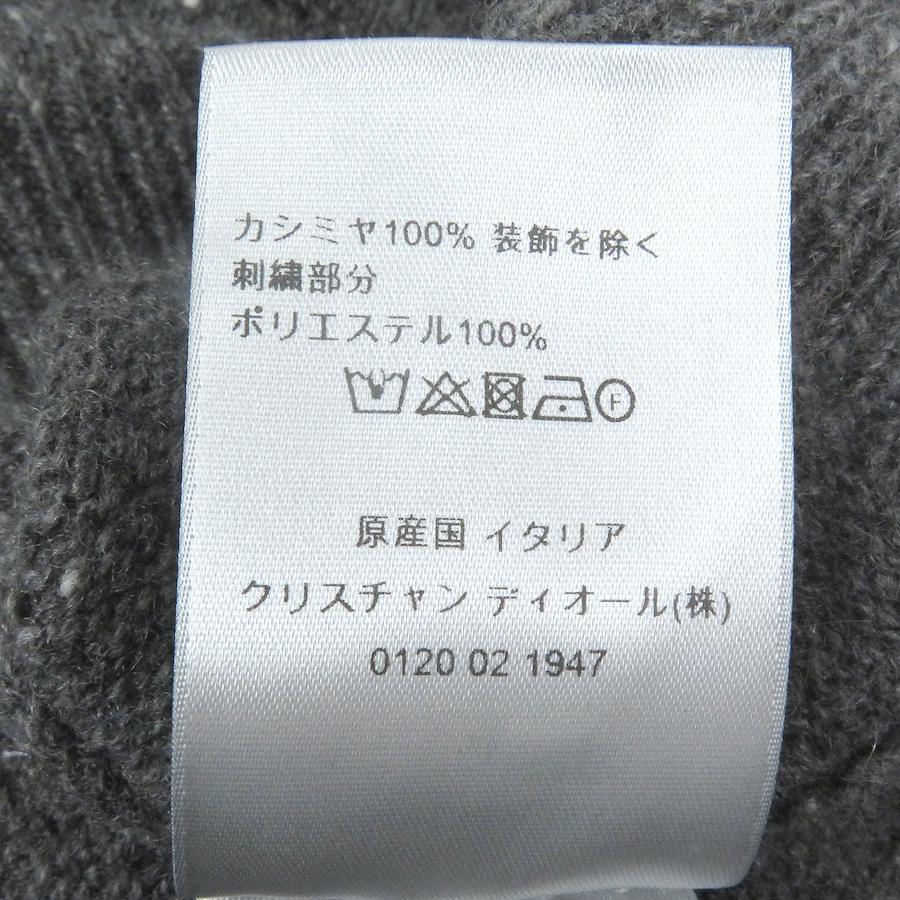 カシミヤ100% 装飾を除く
刺繍部分
ポリエステル100%
F
原産国 イタリア
クリスチャン ディオール(株)
0120 02 1947